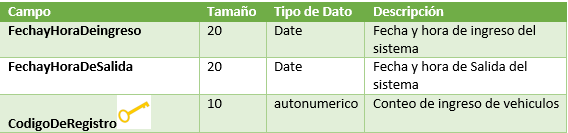 Campo Tamaño Tipo de Dato Descripción
FechayHoraDeingreso 20 Date Fecha y hora de ingreso del
sistema
FechayHoraDeSalida 20 Date Fecha y hora de Salida del
sistema
10 autonumerico Conteo de ingreso de vehiculos
CodigoDeRegistro